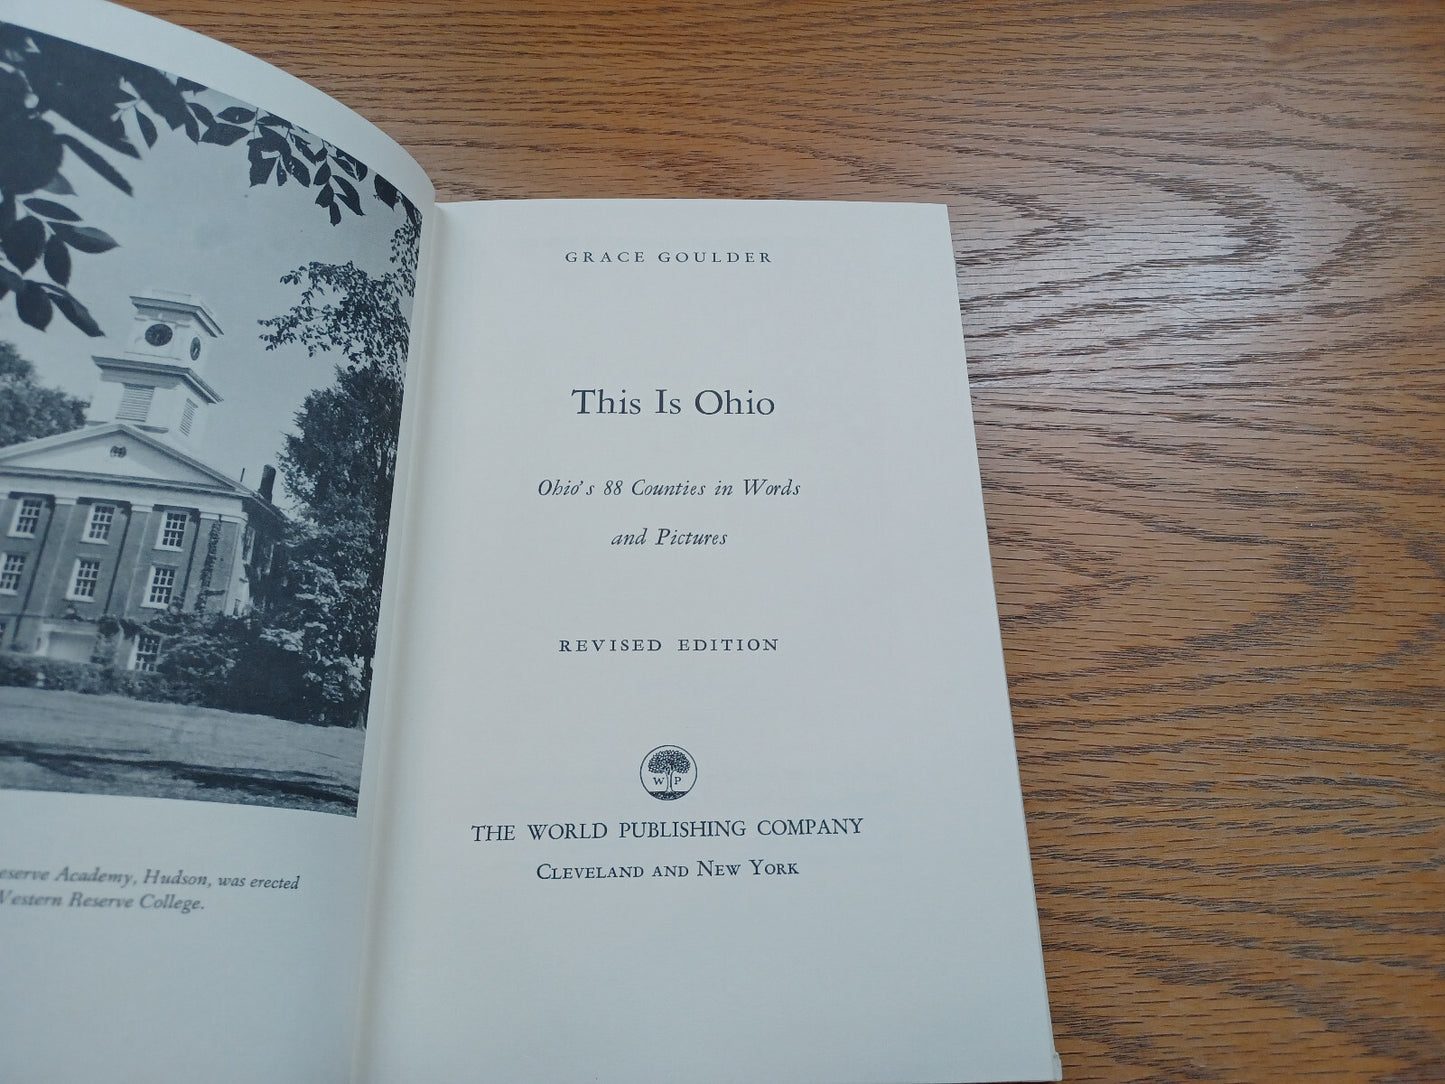 GRACE GOULDER
This Is Ohio
Ohio's 88 Counties in Words
and Pictures
REVISED EDITION
W P
THE WORLD PUBLISHING COMPANY
CLEVELAND AND NEW YORK
Academy, Hudson, was erected
Western Reserve College.